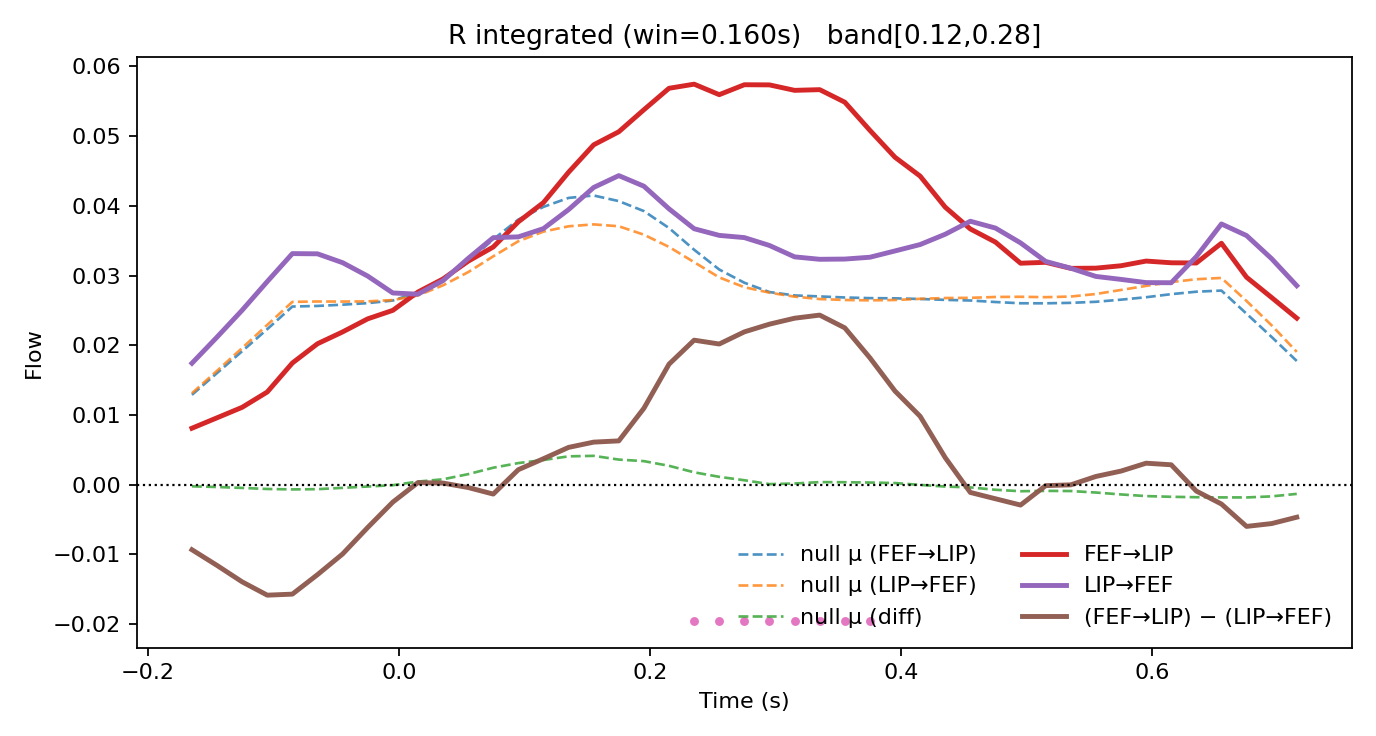 R integrated (win=0.160s)   band[0.12,0.28]
0.06
0.05
0.04
0.03
0.02
0.01
0.00
−0.01
−0.02
Flow
null μ (FEF→LIP)
null μ (LIP→FEF)
null μ (diff)
FEF→LIP
LIP→FEF
(FEF→LIP) − (LIP→FEF)
−0.2 0.0 0.2 0.4 0.6
Time (s)